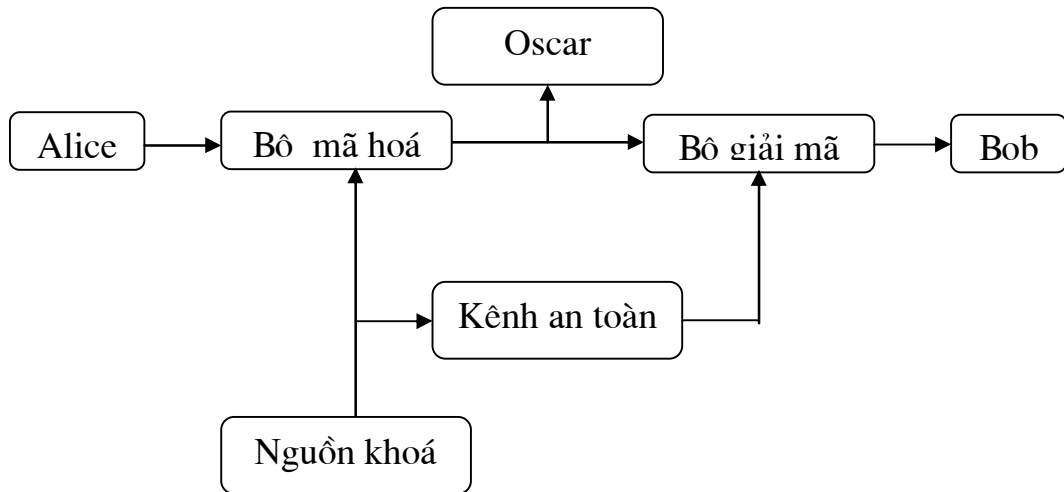 Oscar
Alice
Bô mã hoá
Bô giải mã
Bob
Kênh an toàn
Nguồn khoá